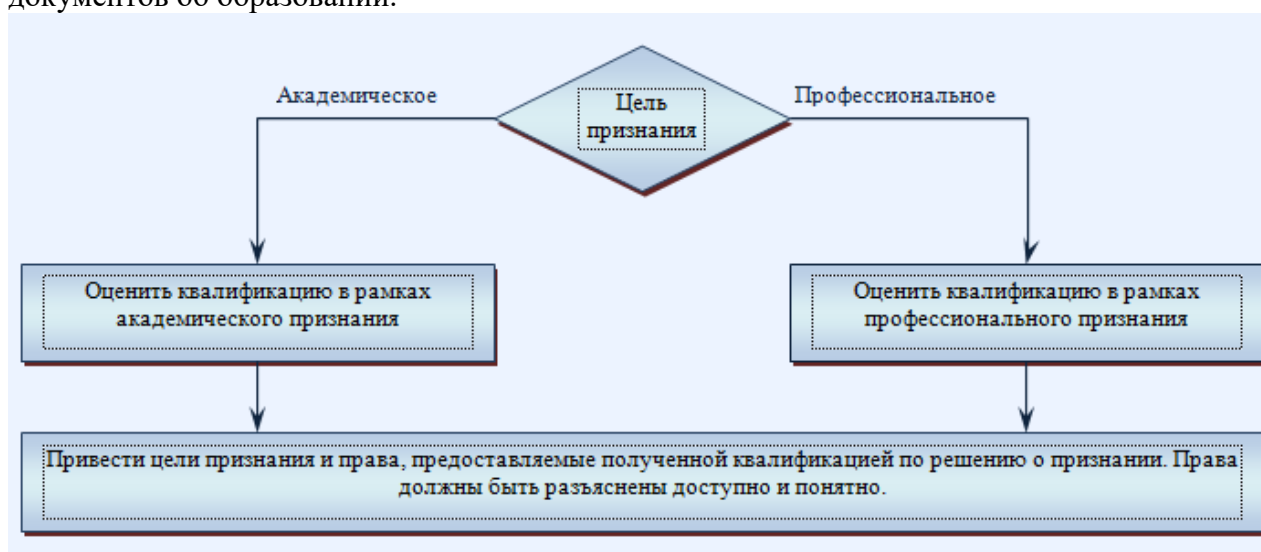 документов об образовании.
Академическое
Цель
признания
Профессиональное
Оценить квалификацию в рамках
академического признания
Оценить квалификацию в рамках
профессионального признания
Привести цели признания и права, предоставляемые полученной квалификацией по решению о признании. Права
должны быть разъяснены доступно и понятно.